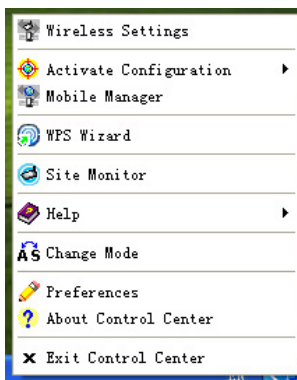 Wireless Settings
Activate Configuration
Mobile Manager
WPS Wizard
Site Monitor
Help
AS Change Mode
Preferences
? About Control Center
Exit Control Center